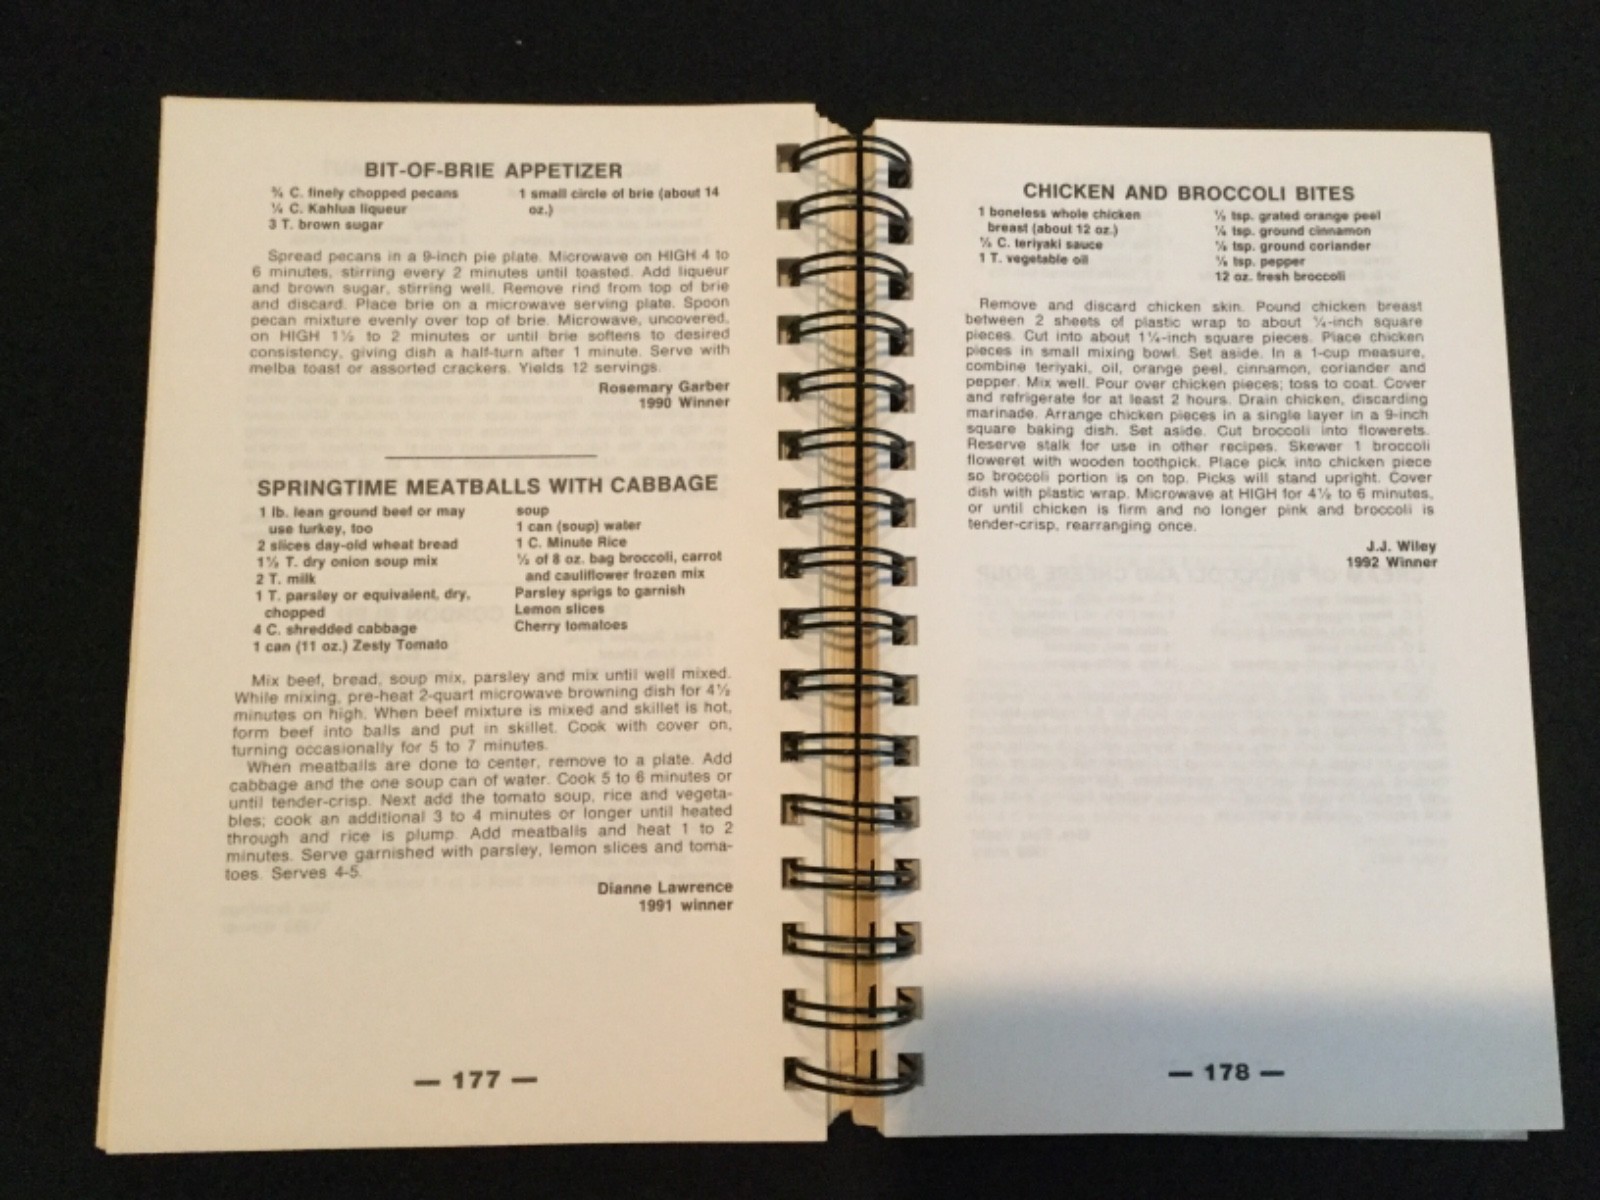 BIT-OF-BRIE APPETIZER
¾ C. finely chopped pecans
¼ C. Kahlua liqueur
3 T. brown sugar
1 small circle of brie (about 14
oz.)
Spread pecans in a 9-inch pie plate. Microwave on HIGH 4 to
6 minutes, stirring every 2 minutes until toasted. Add liqueur
and brown sugar, stirring well. Remove rind from top of brie
and discard. Place brie on a microwave serving plate. Spoon
pecan mixture evenly over top of brie. Microwave, uncovered,
on HIGH 1½ to 2 minutes or until brie softens to desired
consistency, giving dish a half-turn after 1 minute. Serve with
melba toast or assorted crackers. Yields 12 servings.
Rosemary Garber
1990 Winner
SPRINGTIME MEATBALLS WITH CABBAGE
1 lb. lean ground beef or may
use turkey, too
2 slices day-old wheat bread
1½ T. dry onion soup mix
2 T. milk
1 T. parsley or equivalent, dry,
chopped
4 C. shredded cabbage
1 can (11 oz.) Zesty Tomato
soup
1 can (soup) water
1 C. Minute Rice
½ of 8 oz. bag broccoli, carrot
and cauliflower frozen mix
Parsley sprigs to garnish
Lemon slices
Cherry tomatoes
Mix beef, bread, soup mix, parsley and mix until well mixed.
While mixing, pre-heat 2-quart microwave browning dish for 4½
minutes on high. When beef mixture is mixed and skillet is hot,
form beef into balls and put in skillet. Cook with cover on,
turning occasionally for 5 to 7 minutes.
When meatballs are done to center, remove to a plate. Add
cabbage and the one soup can of water. Cook 5 to 6 minutes or
until tender-crisp. Next add the tomato soup, rice and vegeta-
bles; cook an additional 3 to 4 minutes or longer until heated
through and rice is plump. Add meatballs and heat 1 to 2
minutes. Serve garnished with parsley, lemon slices and toma-
toes. Serves 4-5.
Dianne Lawrence
1991 winner
— 177 —
CHICKEN AND BROCCOLI BITES
1 boneless whole chicken
breast (about 12 oz.)
C. teriyaki sauce
1 T. vegetable oil
tsp. grated orange peel
tsp. ground cinnamon
tsp. ground coriander
tsp. pepper
12 oz. fresh broccoli
Remove and discard chicken skin. Pound chicken breast
between 2 sheets of plastic wrap to about ¼-inch square
pieces. Cut into about 1¼-inch square pieces. Place chicken
pieces in small mixing bowl. Set aside. In a 1-cup measure,
combine teriyaki, oil, orange peel, cinnamon, coriander and
pepper. Mix well. Pour over chicken pieces; toss to coat. Cover
and refrigerate for at least 2 hours. Drain chicken, discarding
marinade. Arrange chicken pieces in a single layer in a 9-inch
square baking dish. Set aside. Cut broccoli into flowerets.
Reserve stalk for use in other recipes. Skewer 1 broccoli
floweret with wooden toothpick. Place pick into chicken piece
so broccoli portion is on top. Picks will stand upright. Cover
dish with plastic wrap. Microwave at HIGH for 4½ to 6 minutes,
or until chicken is firm and no longer pink and broccoli is
tender-crisp, rearranging once.
J.J. Wiley
1992 Winner
— 178 —